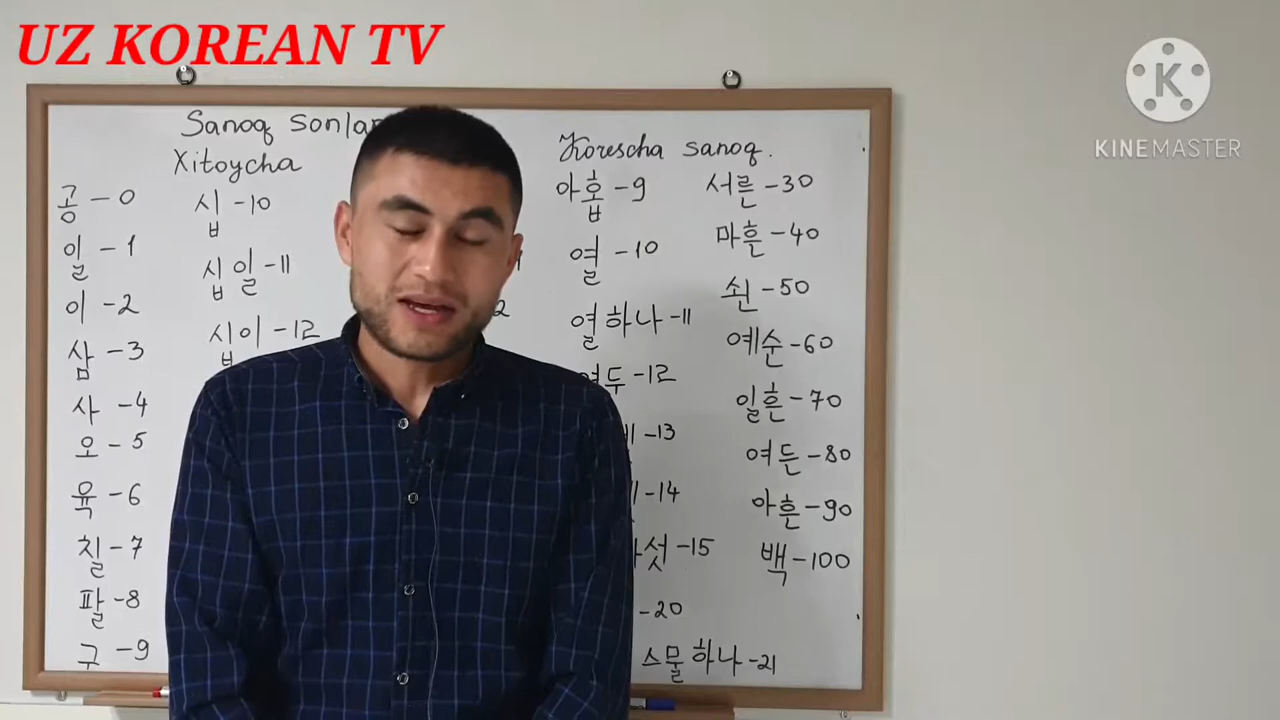 UZ KOREAN TV
K
KINEMASTER
Sanoq sonlar
Xitoycha
공 - 0
일 - 1
이 - 2
삼 - 3
사 - 4
오 - 5
육 - 6
칠 - 7
팔 - 8
구 - 9
십 - 10
십일 - 11
십이 - 12
Korescha sanoq.
아홉 - 9
열 - 10
열하나 - 11
열두 - 12
- 13
- 14
섯 - 15
- 20
스물하나 - 21
서른 - 30
마흔 - 40
쉰 - 50
예순 - 60
일흔 - 70
여든 - 80
아흔 - 90
백 - 100